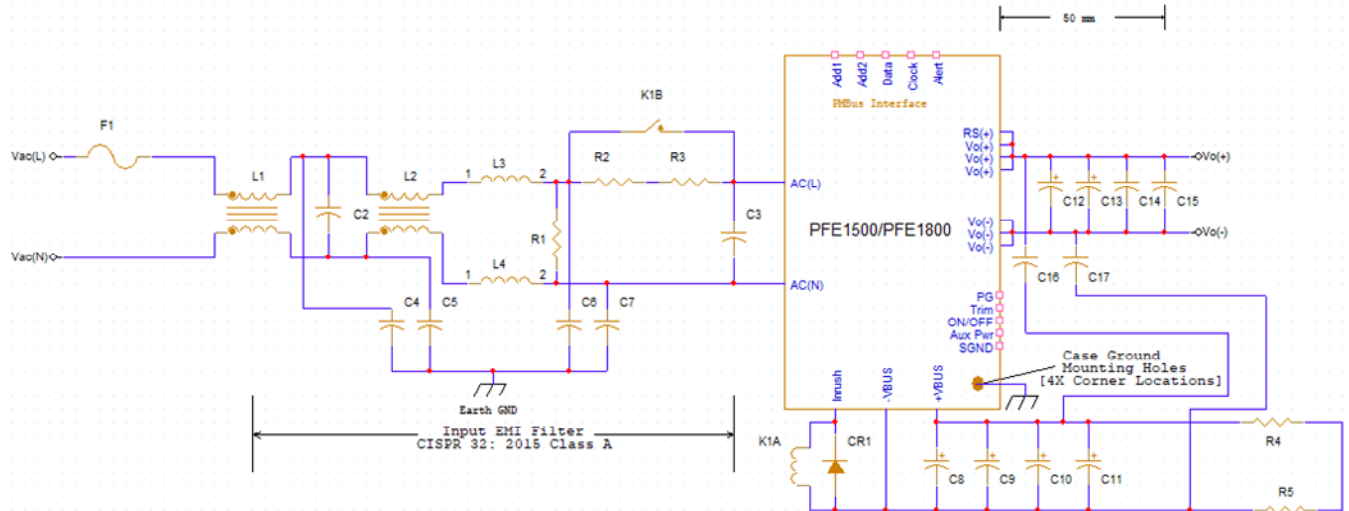 50 mm
Add1
Add2
Data
Clock
Alert
PMBus Interface
K1B
F1
RS(+)
Vo(+)
Vo(+)
Vo(+)
Vac(L)
Vo(+)
L1
L2
L3
1
2
R2
R3
AC(L)
C2
C3
C12
C13
C14
C15
R1
PFE1500/PFE1800
Vo(-)
Vo(-)
Vo(-)
Vo(-)
Vac(N)
L4
1
2
AC(N)
C16
C17
C4
C5
C6
C7
PG
Trim
ON/OFF
Aux Pwr
SGND
Case Ground
Mounting Holes
[4X Corner Locations]
Earth GND
Inrush
-VBUS
+VBUS
Input EMI Filter
CISPR 32: 2015 Class A
K1A
CR1
C8
C9
C10
C11
R4
R5